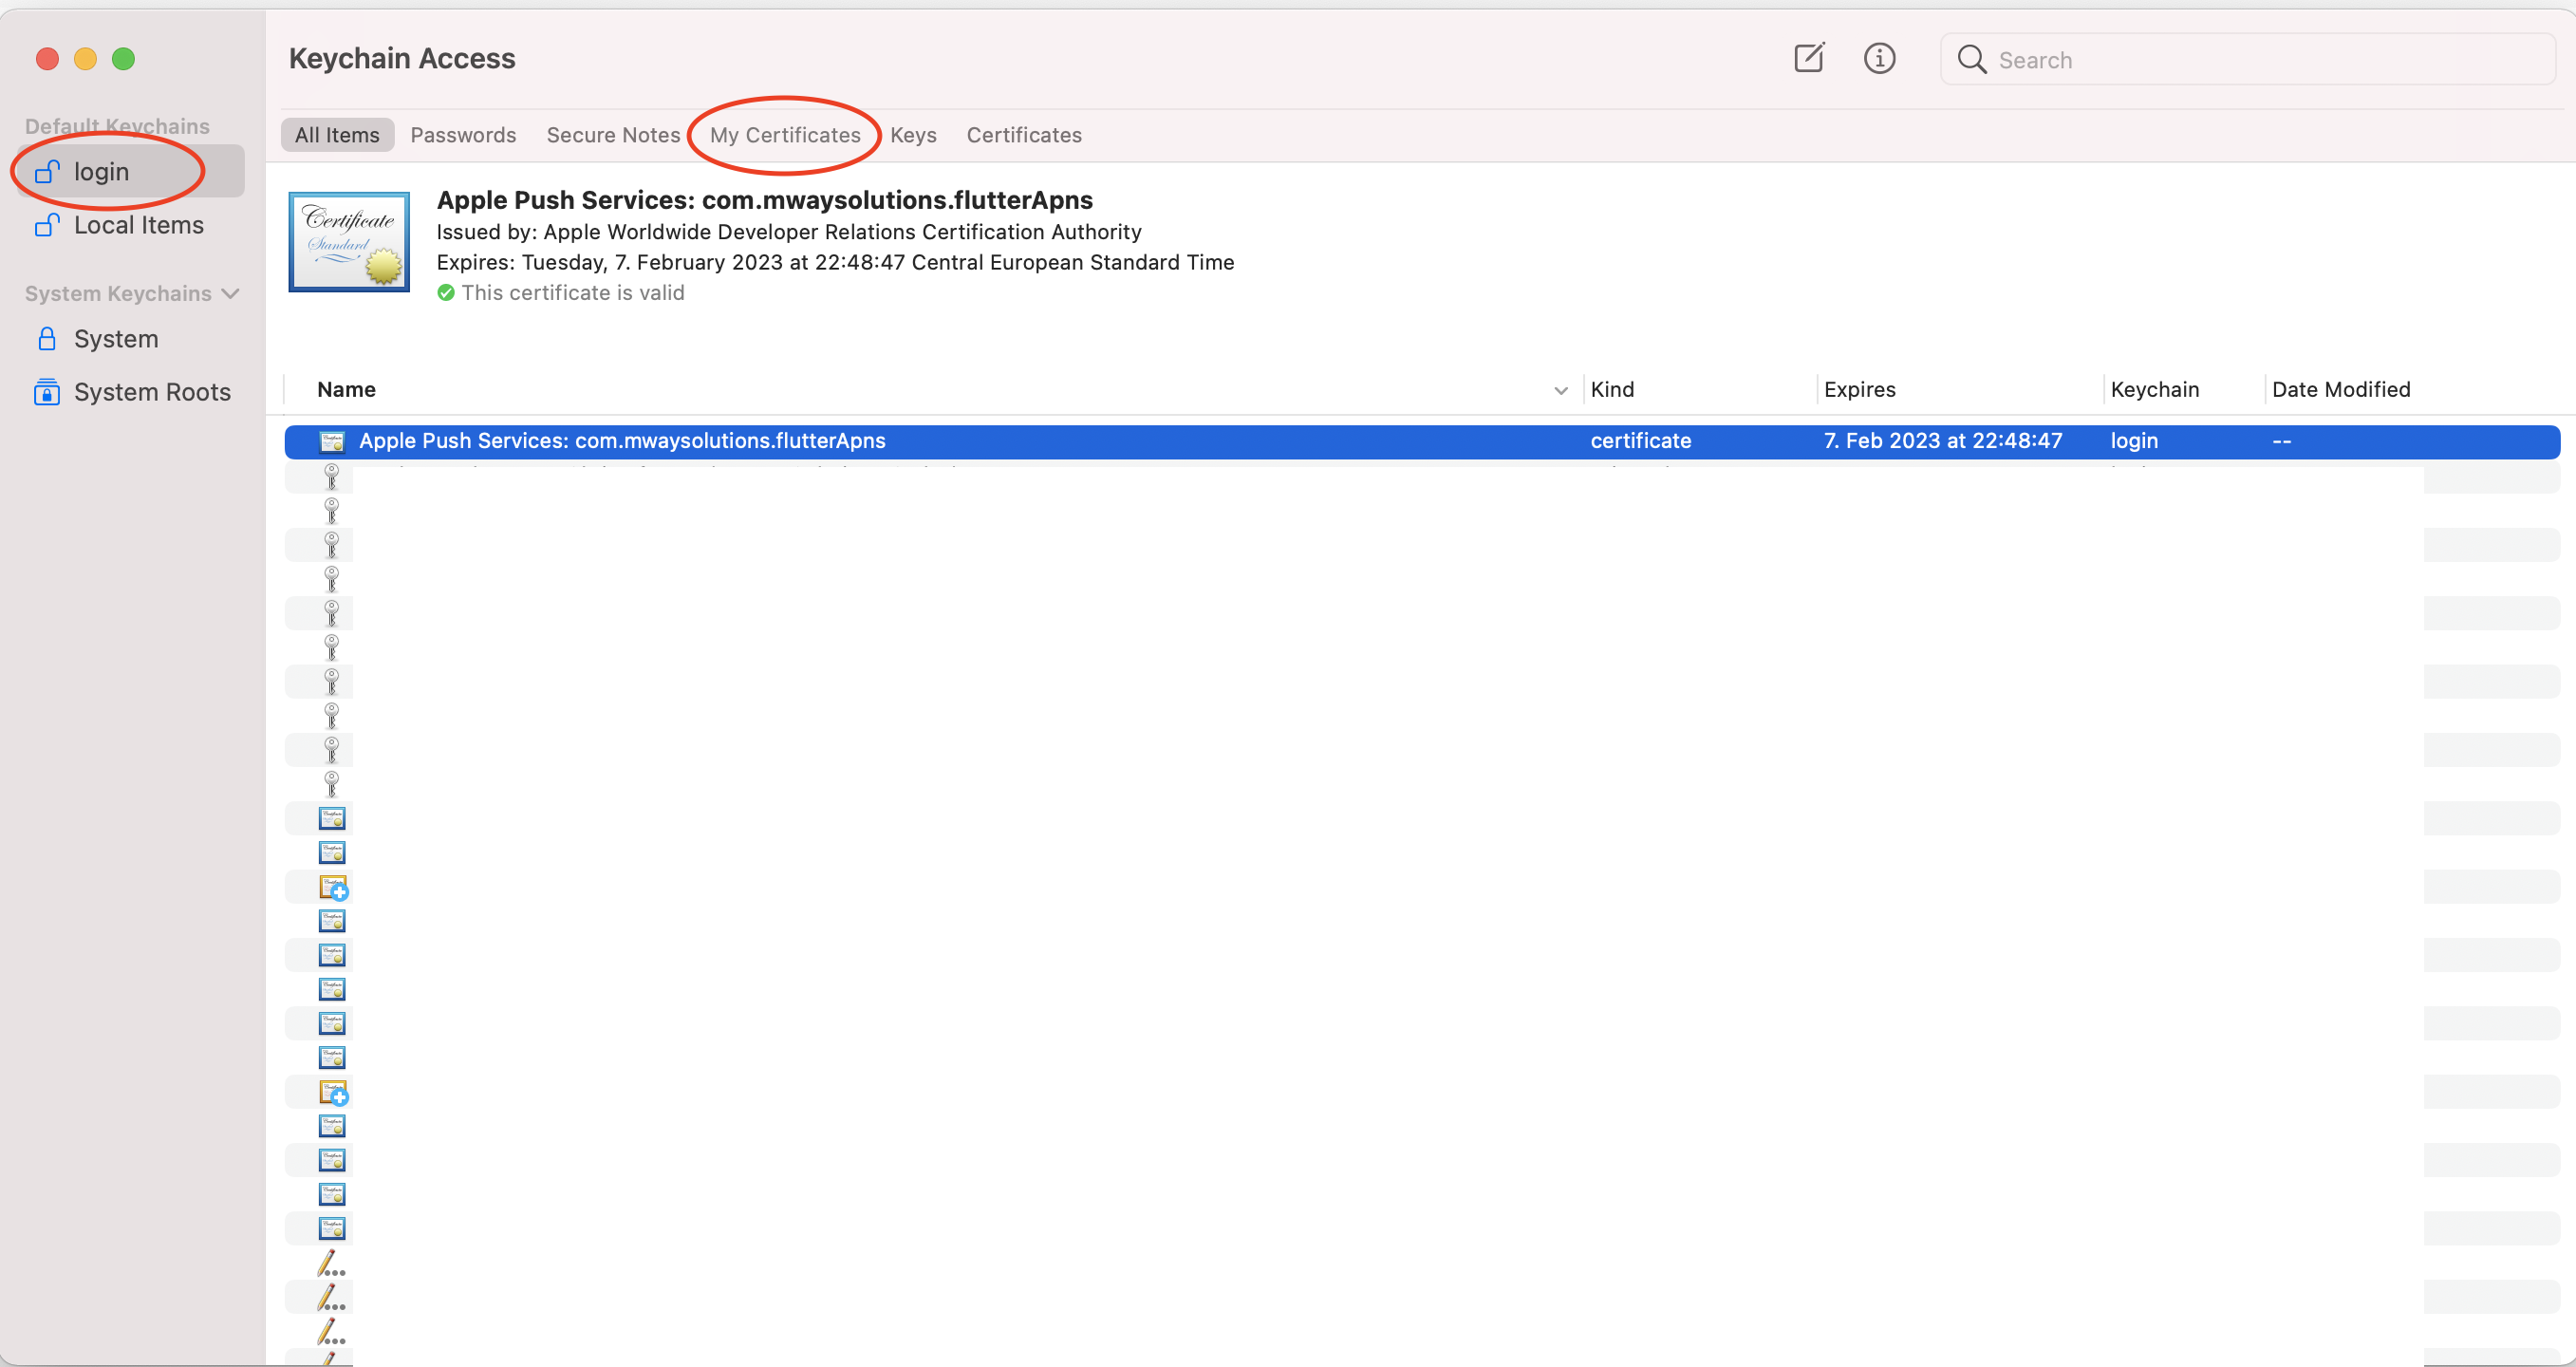 Keychain Access
Search
Default Keychains
login
Local Items
System Keychains
System
System Roots
All Items Passwords Secure Notes My Certificates Keys Certificates
Certificate
Standard
Apple Push Services: com.mwaysolutions.flutterApns
Issued by: Apple Worldwide Developer Relations Certification Authority
Expires: Tuesday, 7. February 2023 at 22:48:47 Central European Standard Time
This certificate is valid
Name Kind Expires Keychain Date Modified
Apple Push Services: com.mwaysolutions.flutterApns certificate 7. Feb 2023 at 22:48:47 login --